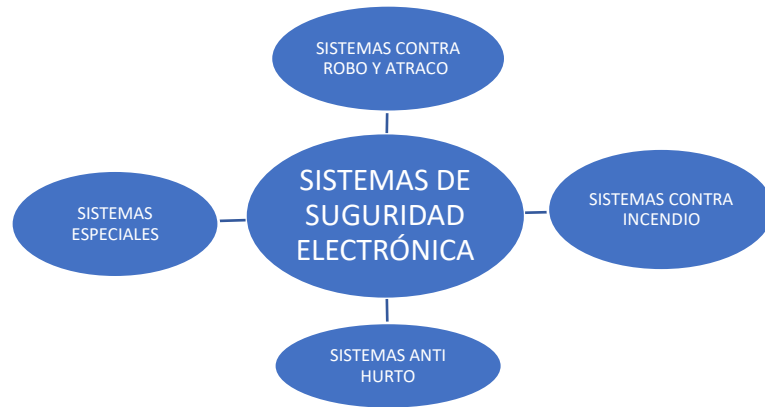 SISTEMAS CONTRA
ROBO Y ATRACO
SISTEMAS
ESPECIALES
SISTEMAS DE
SUGURIDAD
ELECTRÓNICA
SISTEMAS CONTRA
INCENDIO
SISTEMAS ANTI
HURTO